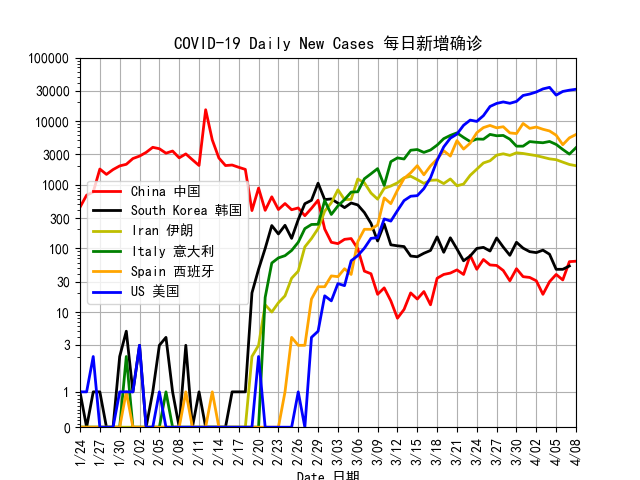 COVID-19 Daily New Cases 每日新增确诊
100000
30000
10000
3000
1000
300
100
30
10
3
1
0
China 中国
South Korea 韩国
Iran 伊朗
Italy 意大利
Spain 西班牙
US 美国
1/24 1/27 1/30 2/02 2/05 2/08 2/11 2/14 2/17 2/20 2/23 2/26 2/29 3/03 3/06 3/09 3/12 3/15 3/18 3/21 3/24 3/27 3/30 4/02 4/05 4/08
Date 日期